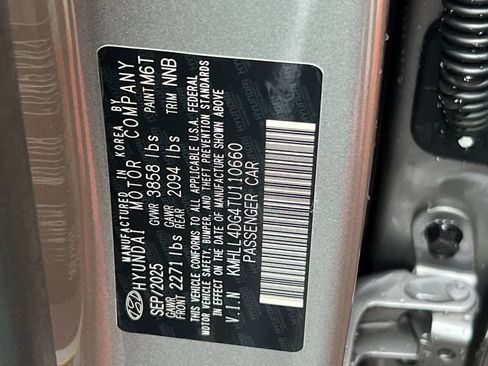 MANUFACTURED IN KOREA BY
HYUNDAI MOTOR COMPANY
SEP/2025 GVWR 3858 lbs PAINT M6T
GAWR FRONT 2271 lbs GAWR REAR 2094 lbs TRIM NNB
THIS VEHICLE CONFORMS TO ALL APPLICABLE U.S.A. FEDERAL
MOTOR VEHICLE SAFETY, BUMPER, AND THEFT PREVENTION STANDARDS
IN EFFECT ON THE DATE OF MANUFACTURE SHOWN ABOVE
V.I.N KMHLL4DG4TU110660
PASSENGER CAR